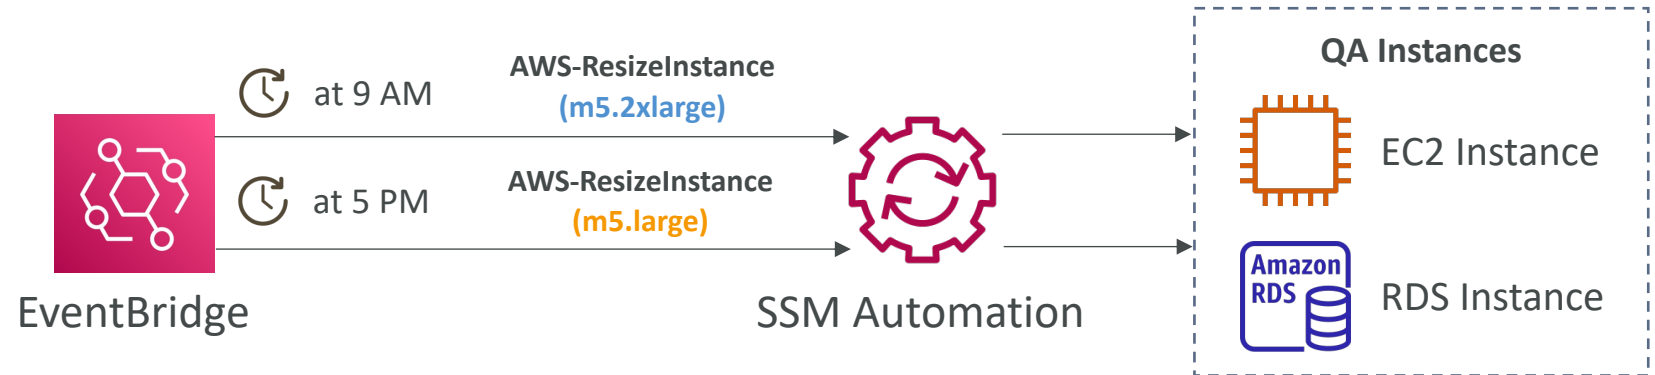 at 9 AM
AWS-ResizeInstance
(m5.2xlarge)
at 5 PM
AWS-ResizeInstance
(m5.large)
EventBridge
SSM Automation
QA Instances
EC2 Instance
Amazon
RDS
RDS Instance